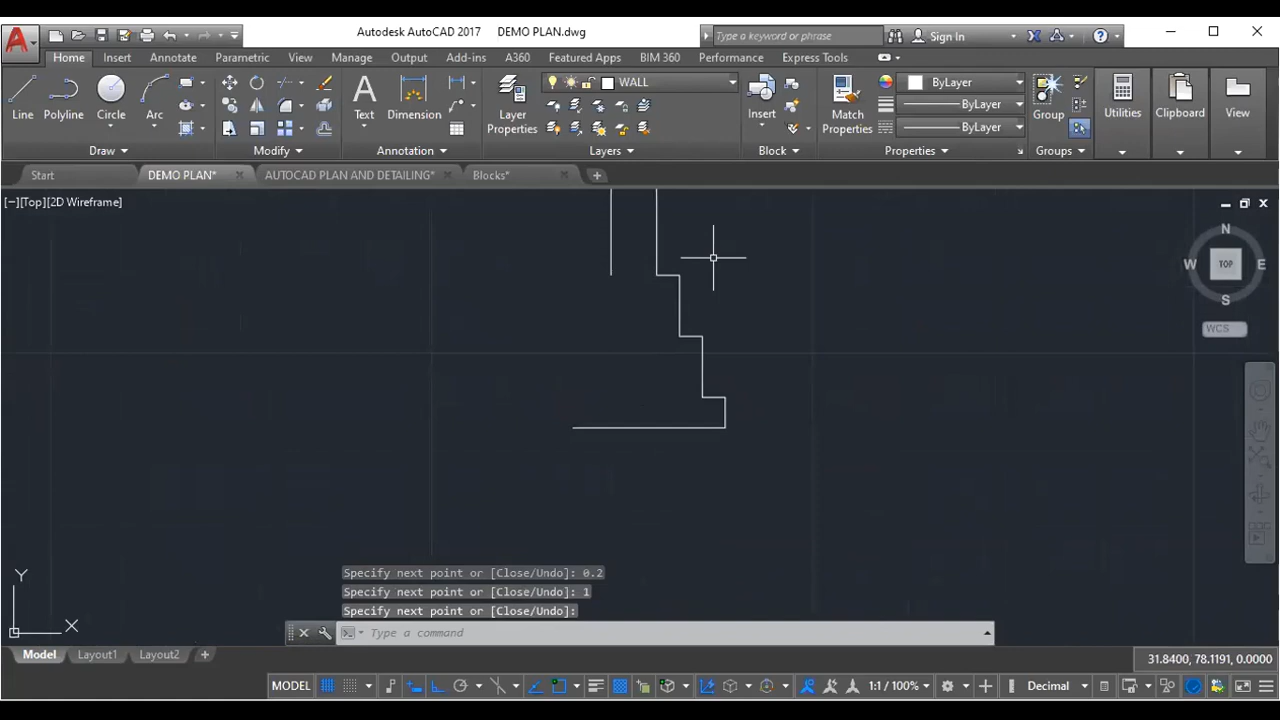 Autodesk AutoCAD 2017 DEMO PLAN.dwg
Type a keyword or phrase
Sign In
Home Insert Annotate Parametric View Manage Output Add-ins A360 Featured Apps BIM 360 Performance Express Tools
WALL
ByLayer
ByLayer
ByLayer
Line Polyline Circle Arc Text Dimension Layer Properties Insert Match Properties Group Utilities Clipboard View
Draw Modify Annotation Layers Block Properties Groups
Start DEMO PLAN* AUTOCAD PLAN AND DETAILING* Blocks*
[−][Top][2D Wireframe]
N
W TOP E
S
WCS
Specify next point or [Close/Undo]: 0.2
Specify next point or [Close/Undo]: 1
Specify next point or [Close/Undo]:
Type a command
Y
X
Model Layout1 Layout2
31.8400, 78.1191, 0.0000
MODEL 1:1 / 100% Decimal